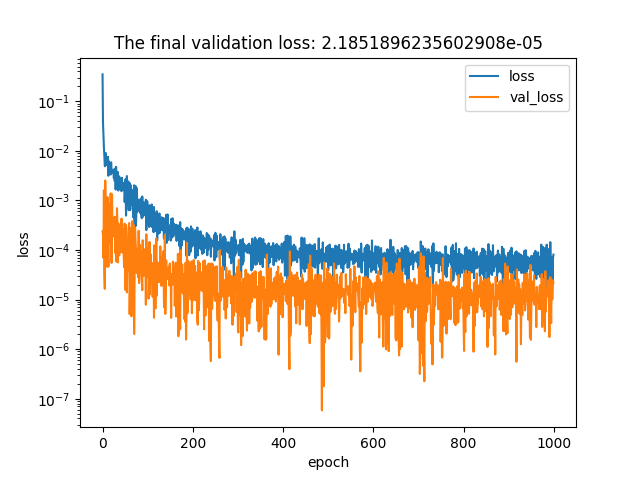 The final validation loss: 2.1851896235602908e-05
loss
val_loss
10⁻¹
10⁻²
10⁻³
10⁻⁴
10⁻⁵
10⁻⁶
10⁻⁷
loss
0 200 400 600 800 1000
epoch